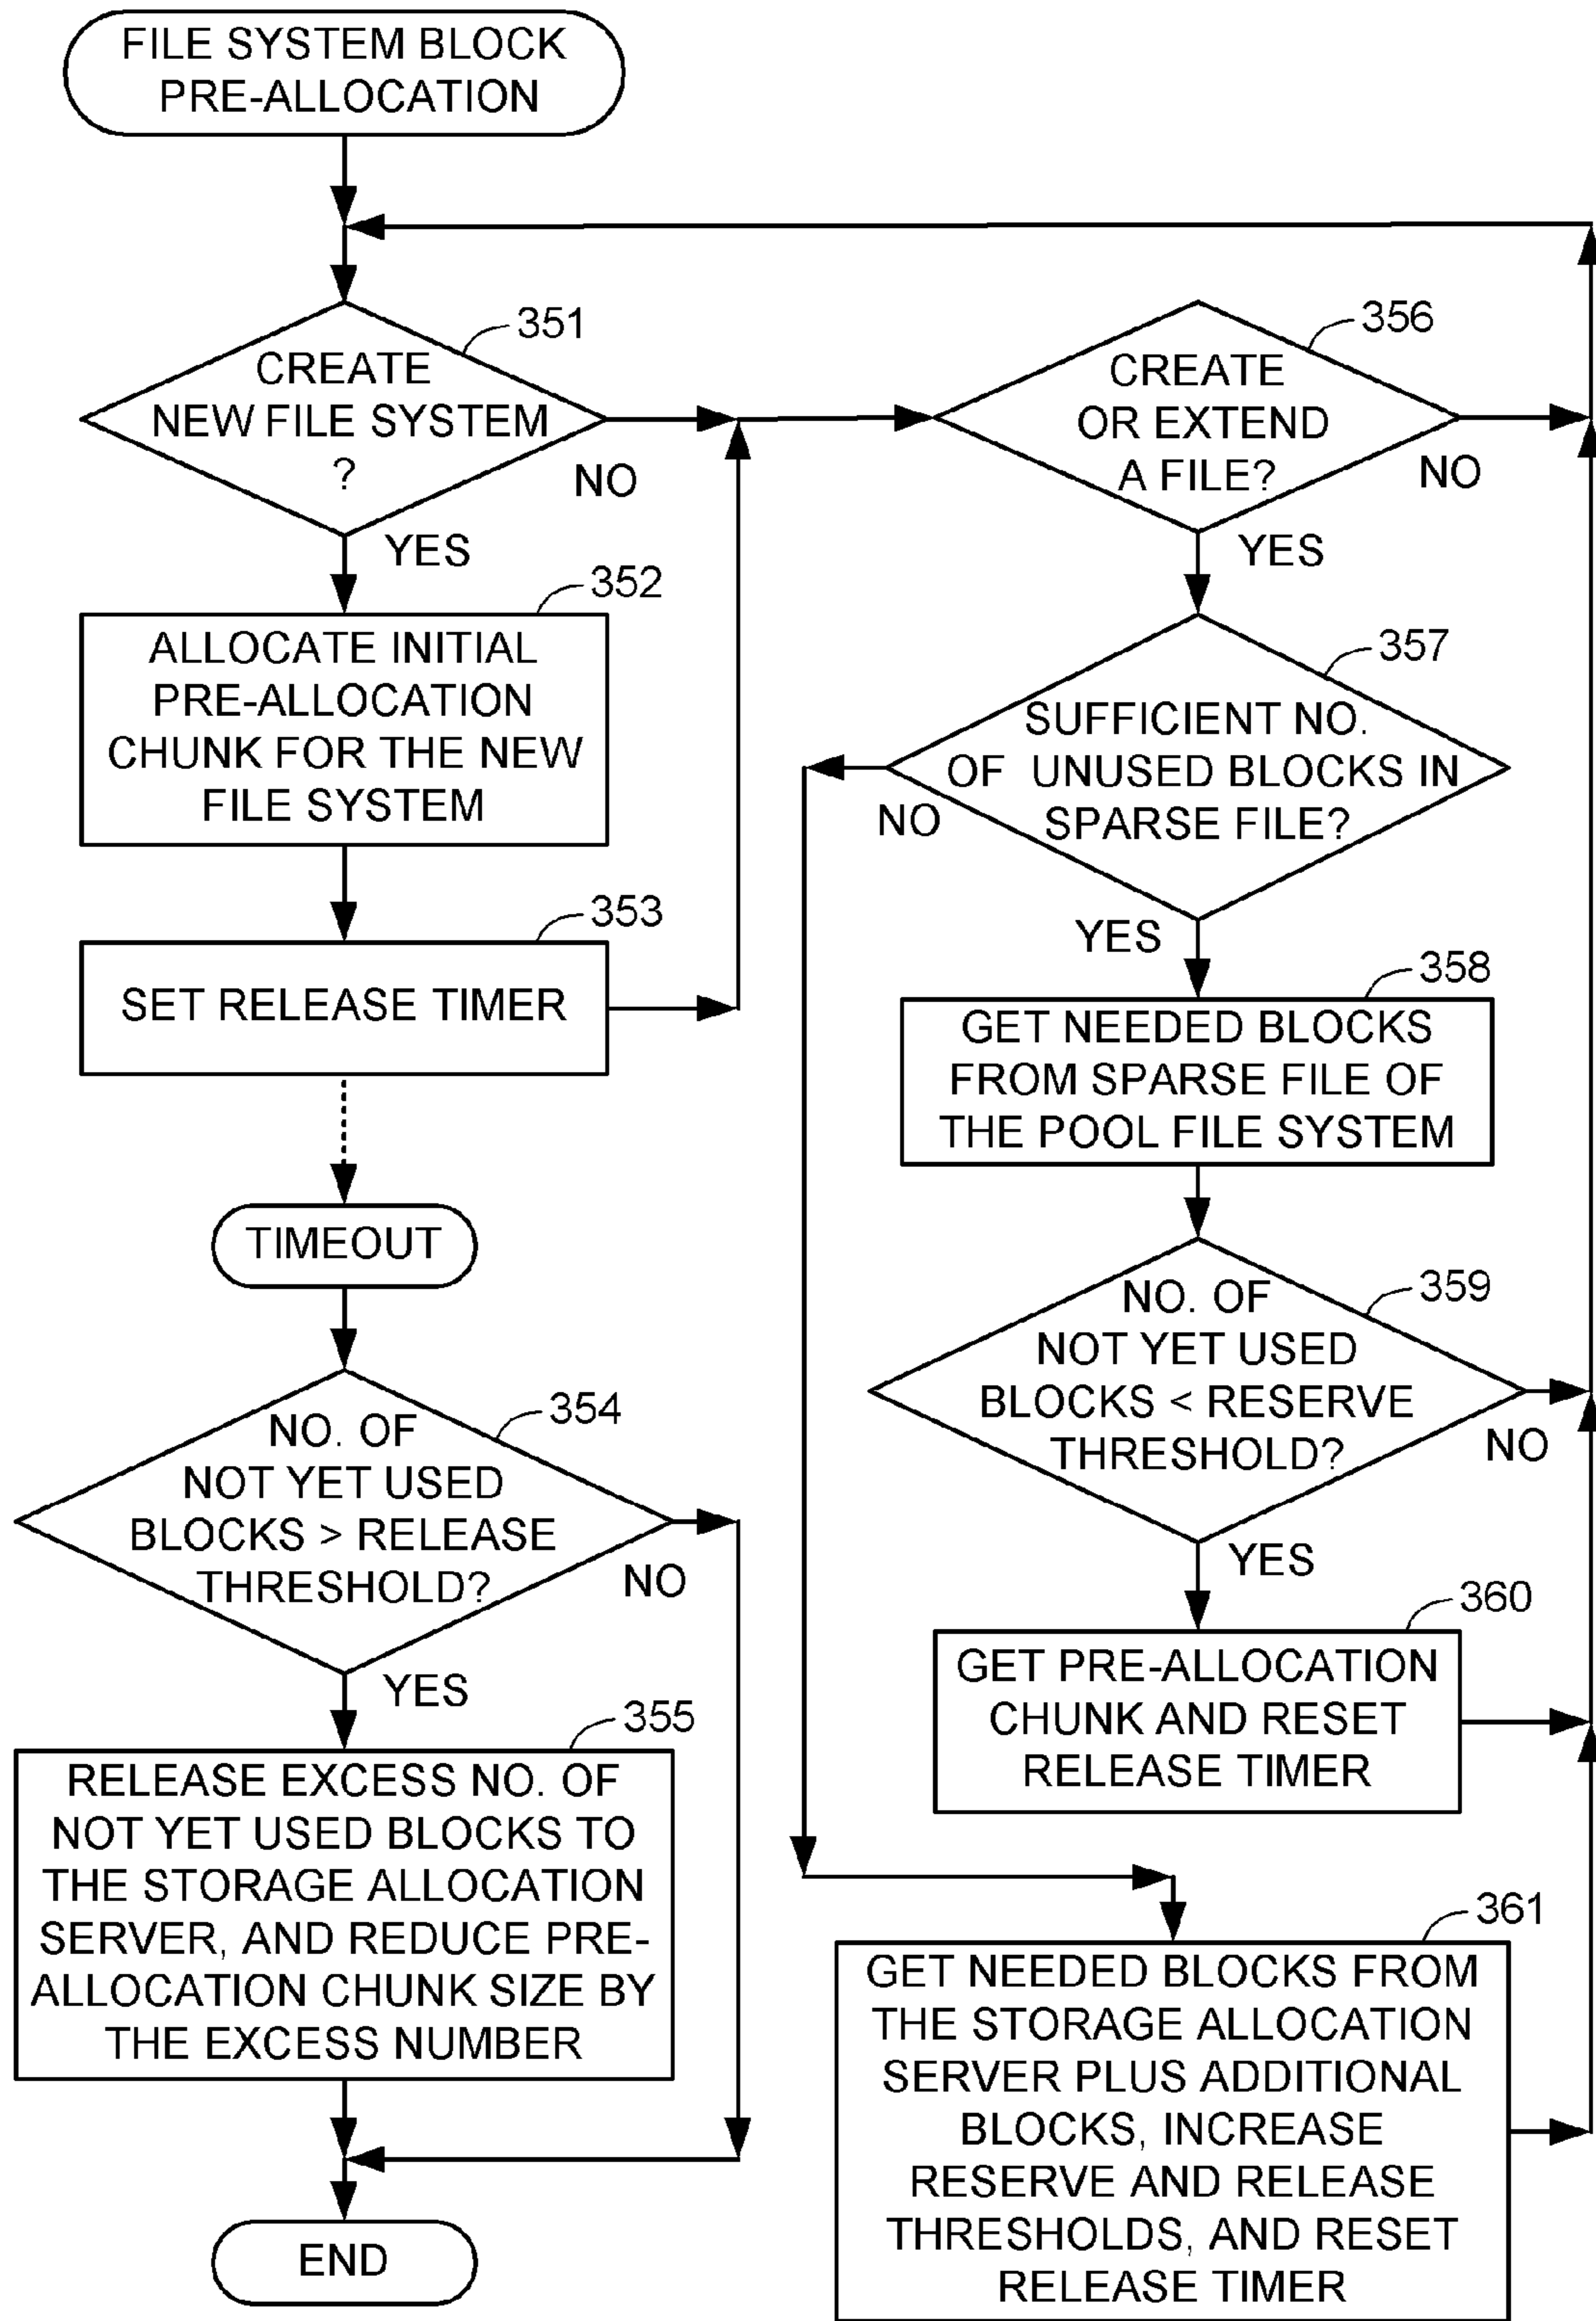 FILE SYSTEM BLOCK
PRE-ALLOCATION
351
CREATE
NEW FILE SYSTEM
?
NO
YES
352
ALLOCATE INITIAL
PRE-ALLOCATION
CHUNK FOR THE NEW
FILE SYSTEM
353
SET RELEASE TIMER
TIMEOUT
354
NO. OF
NOT YET USED
BLOCKS > RELEASE
THRESHOLD?
NO
YES
355
RELEASE EXCESS NO. OF
NOT YET USED BLOCKS TO
THE STORAGE ALLOCATION
SERVER, AND REDUCE PRE-
ALLOCATION CHUNK SIZE BY
THE EXCESS NUMBER
END
356
CREATE
OR EXTEND
A FILE?
NO
YES
357
SUFFICIENT NO.
OF UNUSED BLOCKS IN
SPARSE FILE?
NO
YES
358
GET NEEDED BLOCKS
FROM SPARSE FILE OF
THE POOL FILE SYSTEM
359
NO. OF
NOT YET USED
BLOCKS < RESERVE
THRESHOLD?
NO
YES
360
GET PRE-ALLOCATION
CHUNK AND RESET
RELEASE TIMER
361
GET NEEDED BLOCKS FROM
THE STORAGE ALLOCATION
SERVER PLUS ADDITIONAL
BLOCKS, INCREASE
RESERVE AND RELEASE
THRESHOLDS, AND RESET
RELEASE TIMER